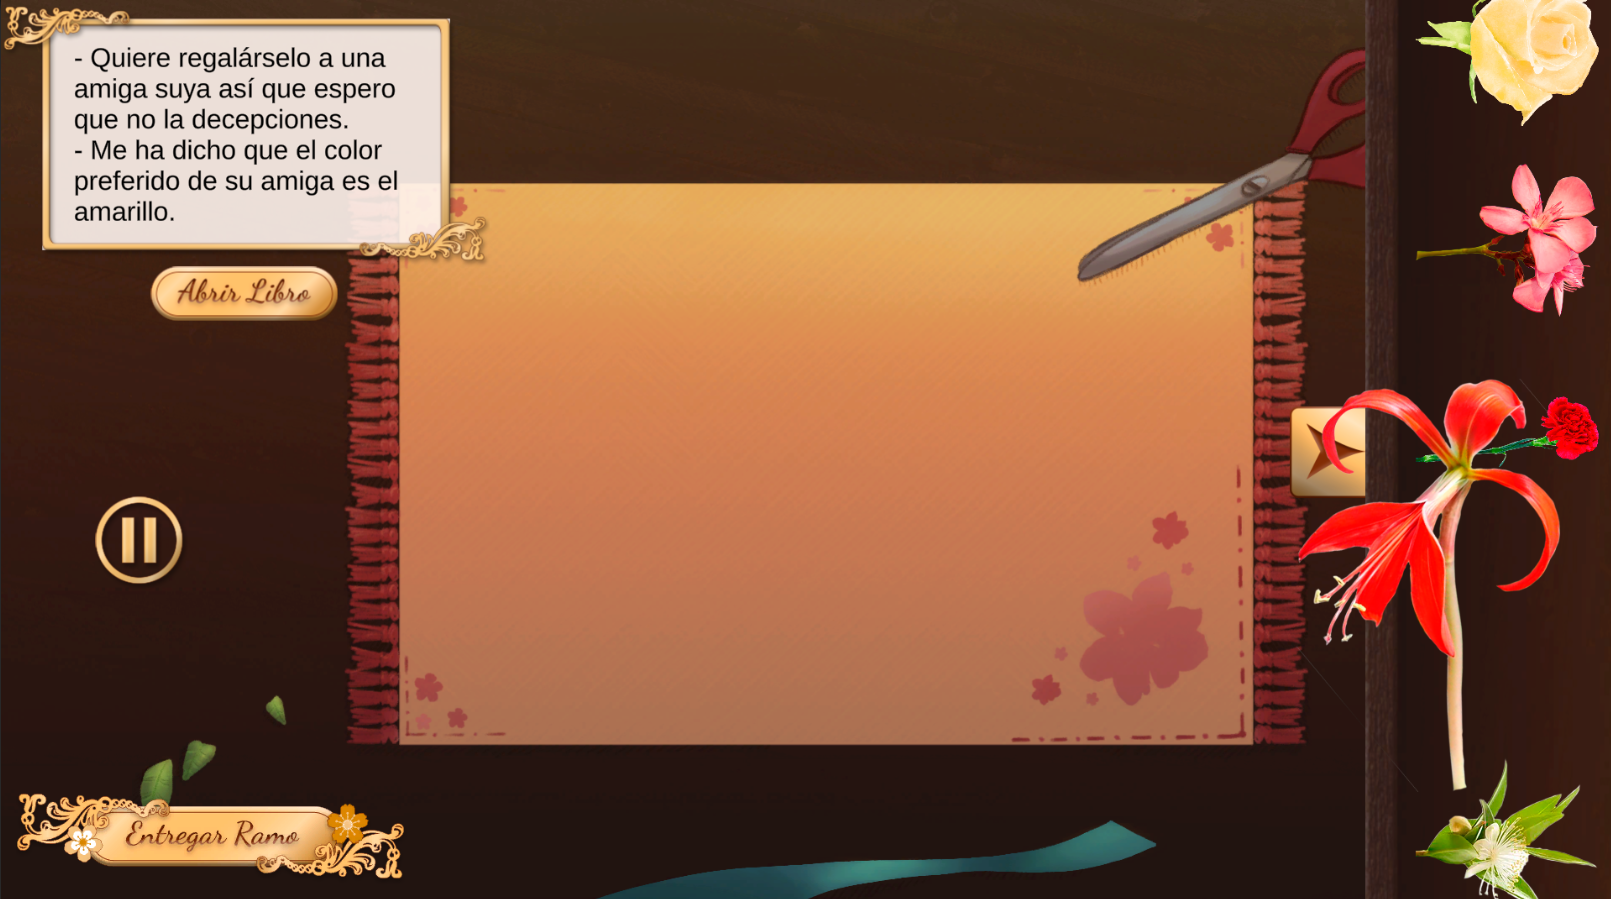 - Quiere regalárselo a una
amiga suya así que espero
que no la decepciones.
- Me ha dicho que el color
preferido de su amiga es el
amarillo.
Abrir Libro
Entregar Ramo